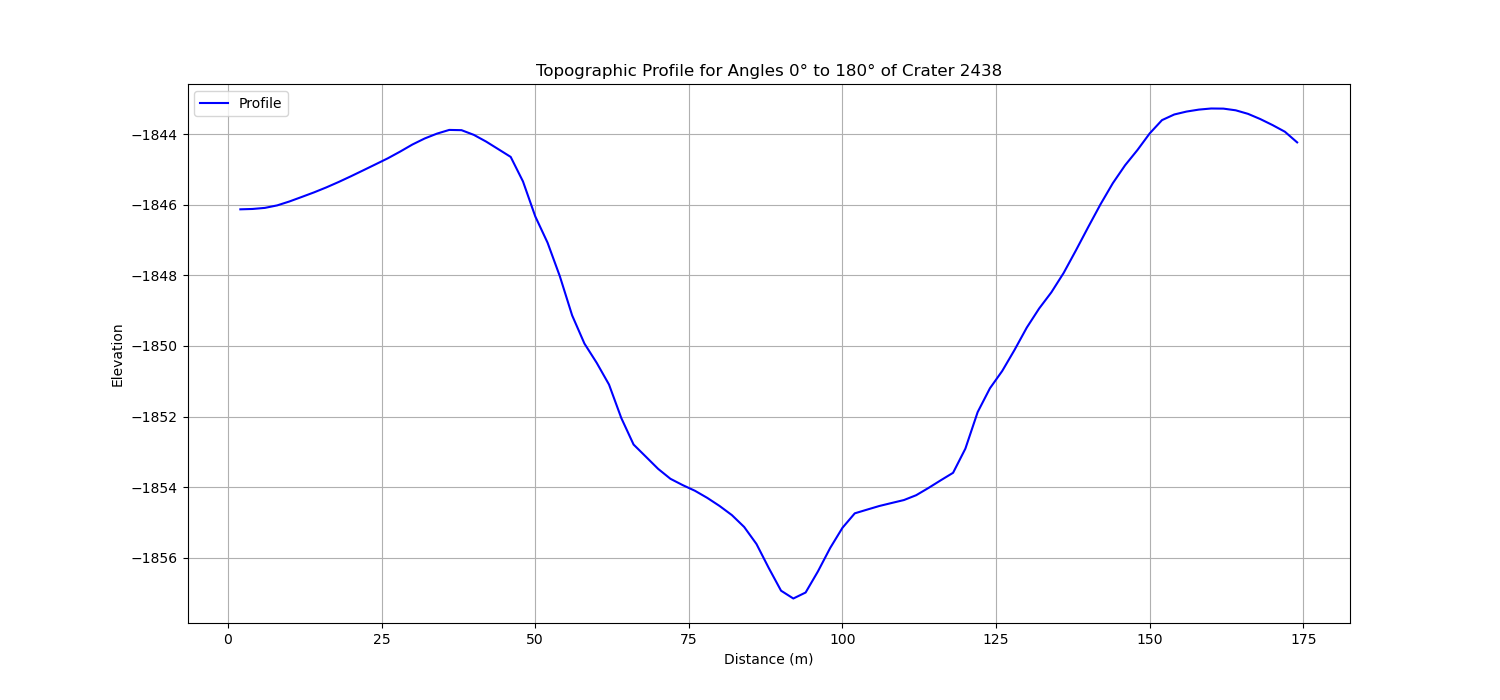 Topographic Profile for Angles 0° to 180° of Crater 2438
Profile
−1844
−1846
−1848
−1850
−1852
−1854
−1856
Elevation
0 25 50 75 100 125 150 175
Distance (m)